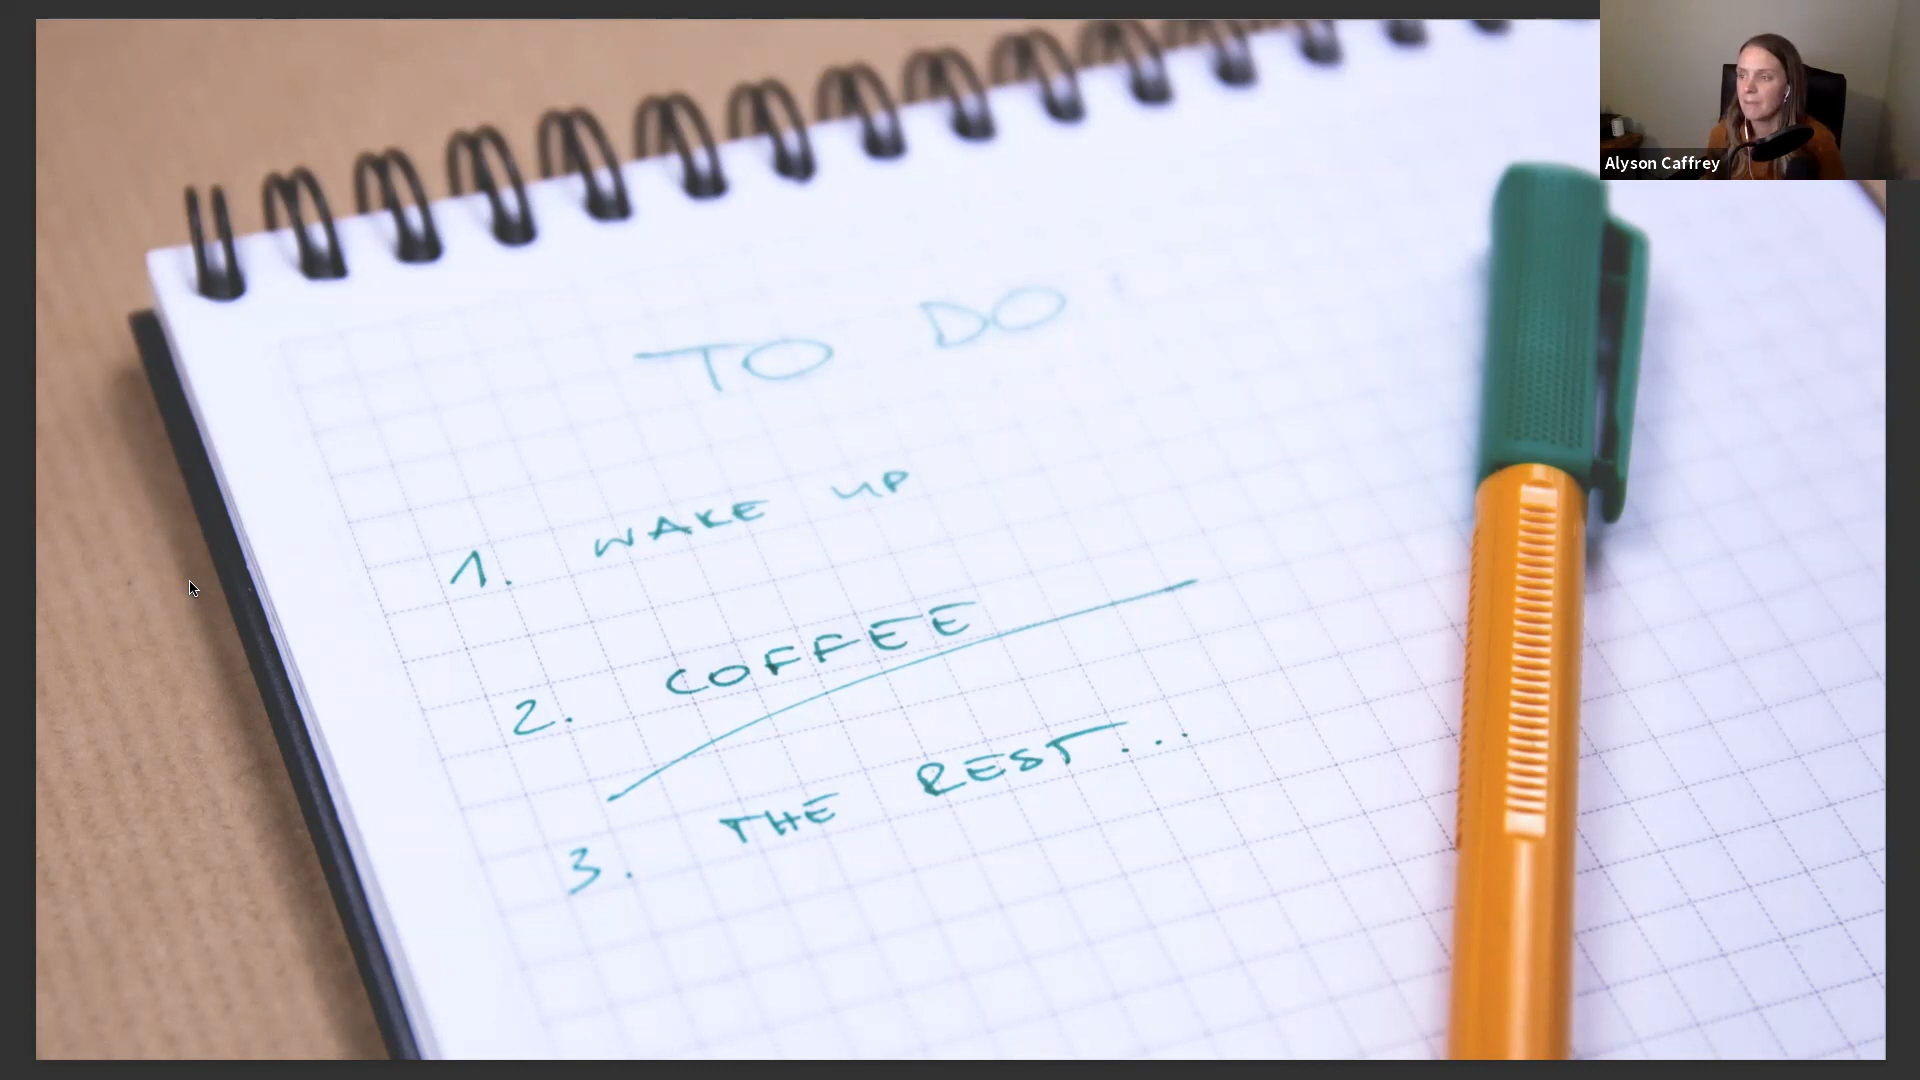 Alyson Caffrey
TO DO
1. WAKE UP
2. COFFEE
3. THE REST...